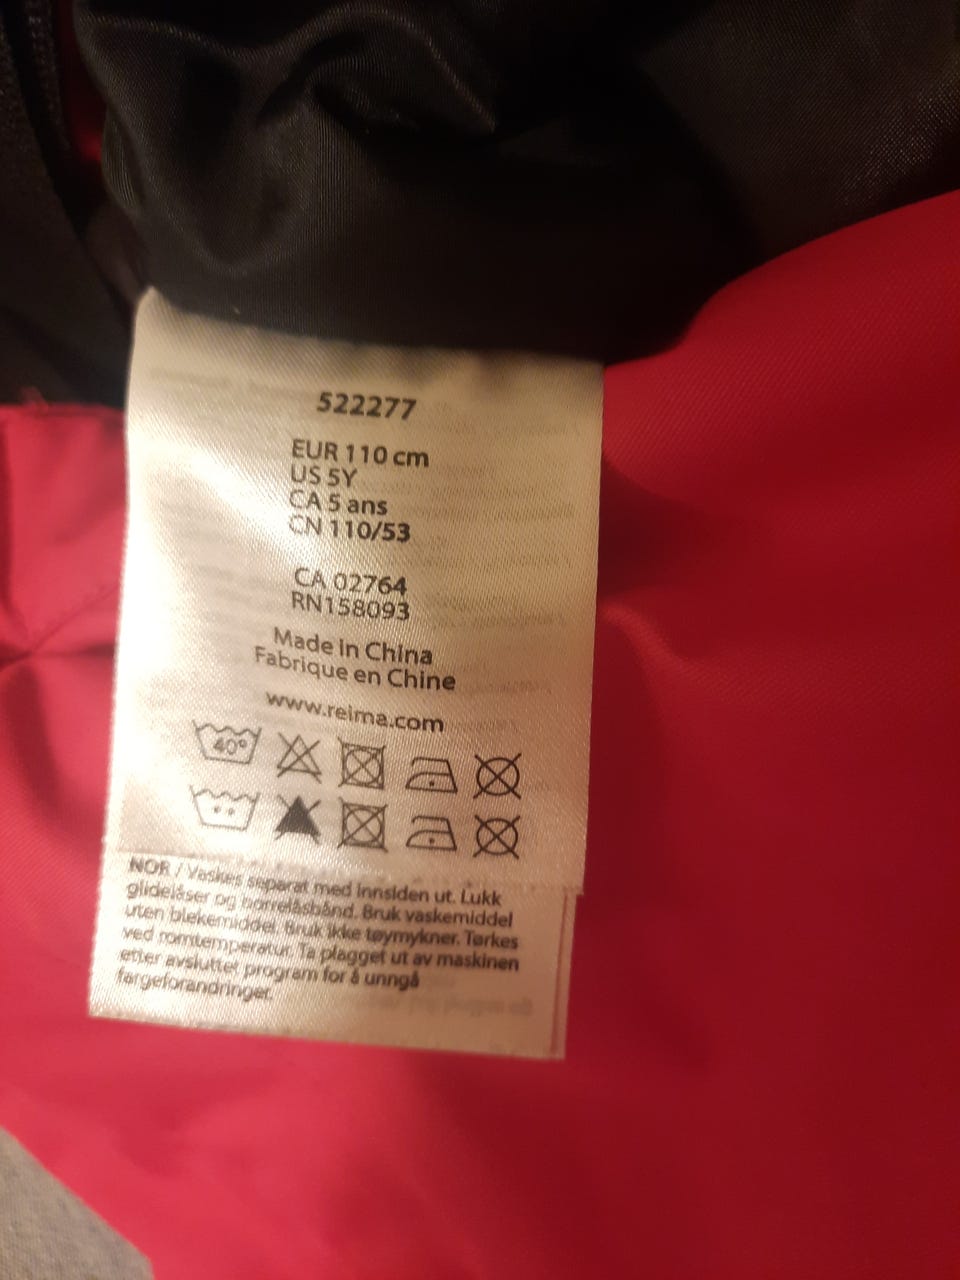 522277
EUR 110 cm
US 5Y
CA 5 ans
CN 110/53
CA 02764
RN158093
Made in China
Fabrique en Chine
www.reima.com
40°
NOR / Vaskes separat med innsiden ut. Lukk
glidelåser og borrelåsbånd. Bruk vaskemiddel
uten blekemiddel. Bruk ikke tøymykner. Tørkes
ved romtemperatur. Ta plagget ut av maskinen
etter avsluttet program for å unngå
fargeforandringer.